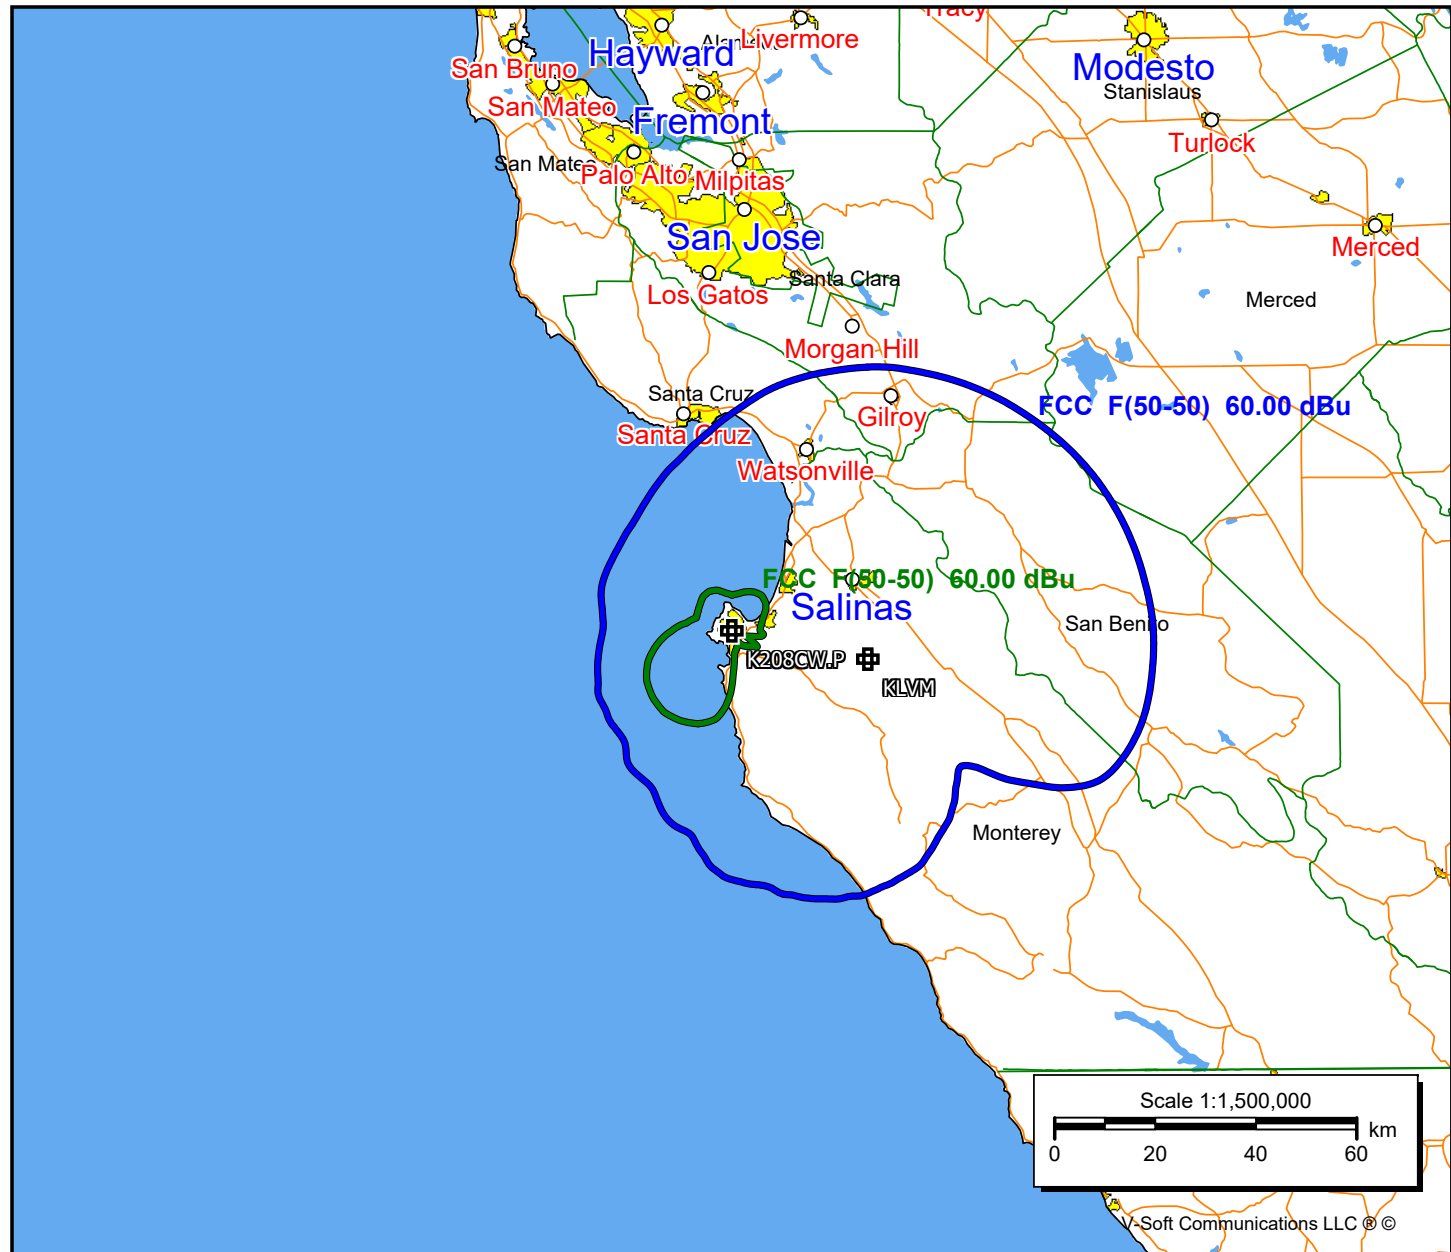 Tracy
Livermore
Alameda
Hayward
San Bruno
Modesto
Stanislaus
San Mateo
Fremont
Turlock
San Mateo
Palo Alto
Milpitas
San Jose
Merced
Santa Clara
Los Gatos
Merced
Morgan Hill
Santa Cruz
FCC F(50-50) 60.00 dBu
Gilroy
Santa Cruz
Watsonville
FCC F(50-50) 60.00 dBu
Salinas
San Benito
K208CW.P
KLVM
Monterey
Scale 1:1,500,000
km
0 20 40 60
V-Soft Communications LLC ® ©